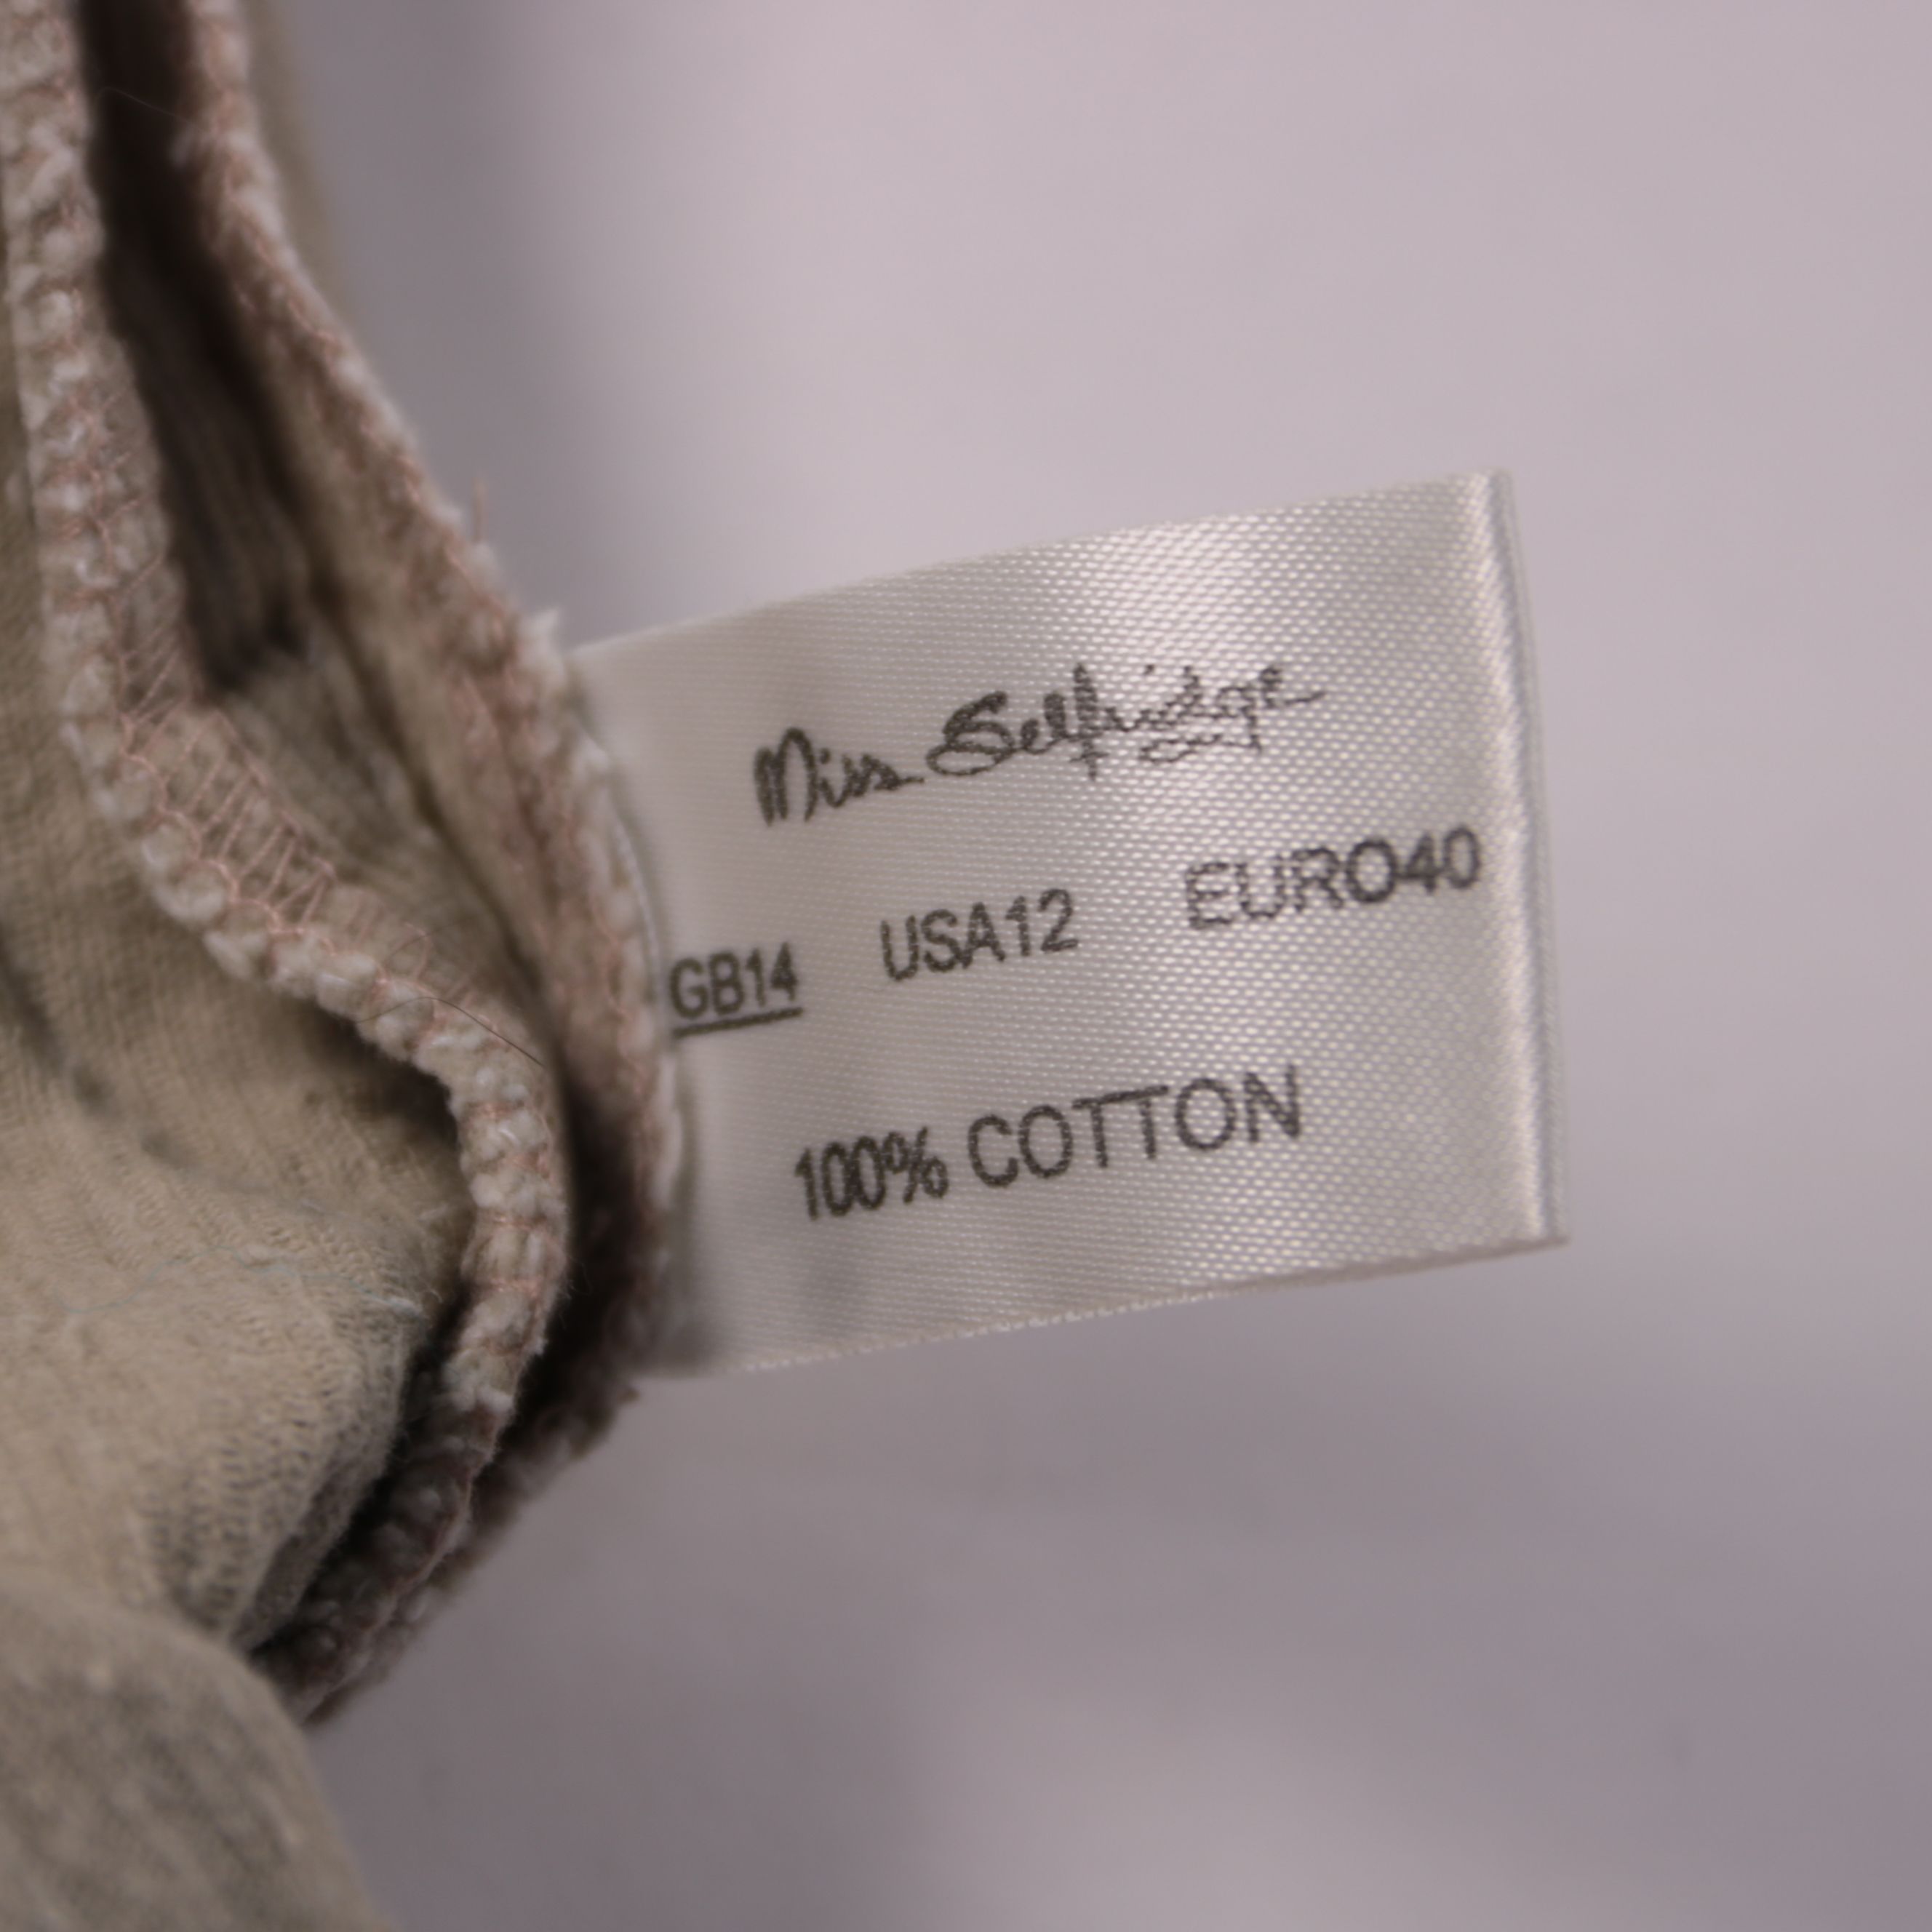 Miss Selfridge
GB14 USA12 EURO40
100% COTTON